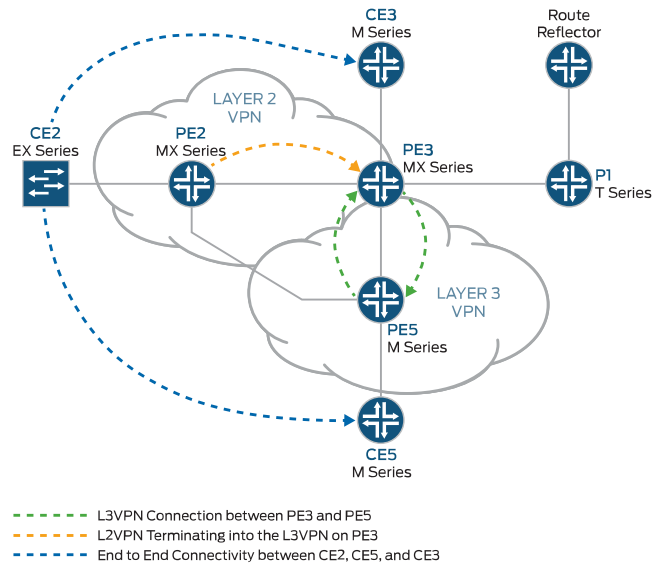 CE3
M Series
Route
Reflector
LAYER 2
VPN
CE2
EX Series
PE2
MX Series
PE3
MX Series
P1
T Series
LAYER 3
VPN
PE5
M Series
CE5
M Series
L3VPN Connection between PE3 and PE5
L2VPN Terminating into the L3VPN on PE3
End to End Connectivity between CE2, CE5, and CE3